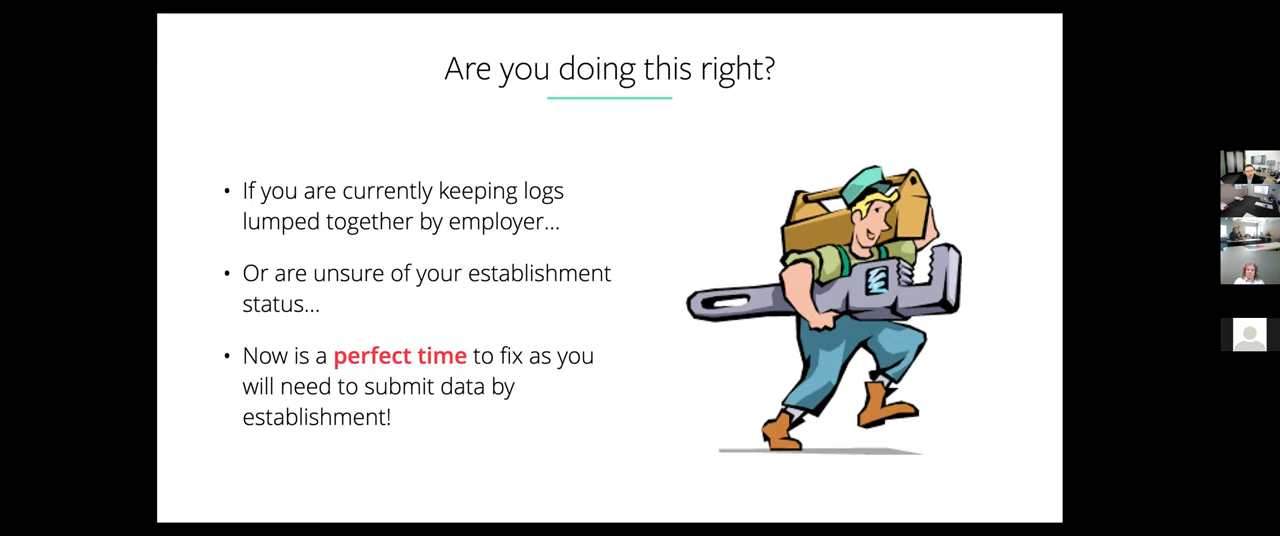 Are you doing this right?
• If you are currently keeping logs
lumped together by employer...
• Or are unsure of your establishment
status...
• Now is a perfect time to fix as you
will need to submit data by
establishment!